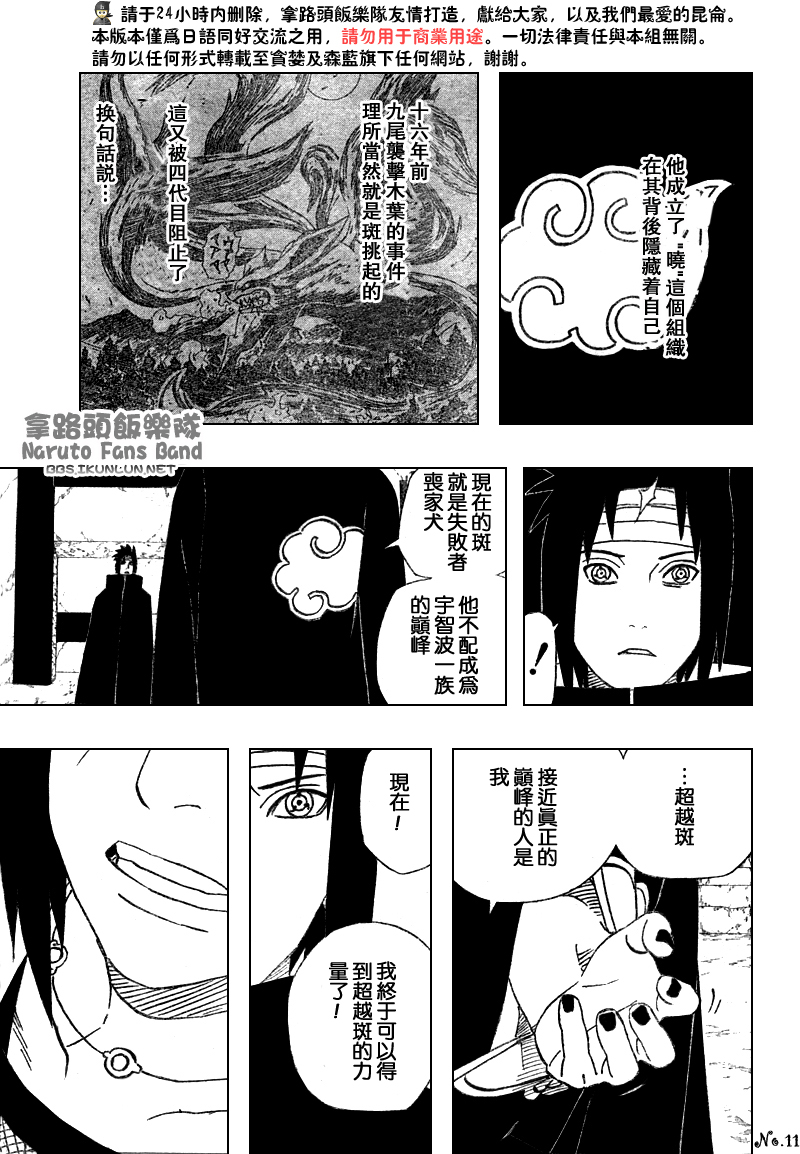 請于24小時内刪除，拿路頭飯樂隊友情打造，獻給大家，以及我們最愛的昆侖。
本版本僅爲日語同好交流之用，請勿用于商業用途。一切法律責任與本組無關。
請勿以任何形式轉載至貪婪及森藍旗下任何網站，謝謝。
他成立了"曉"這個組織
在其背後隱藏着自己
十六年前
九尾襲擊木葉的事件
理所當然就是斑挑起的
這又被四代目阻止了
換句話説…
拿路頭飯樂隊
Naruto Fans Band
BBS.IKUNLUN.NET
！
現在的斑
就是失敗者
喪家犬
他不配成爲
宇智波一族
的巔峰
…超越斑
接近眞正的
巔峰的人是
我
現在！
我終于可以得
到超越斑的力
量了！
No.11